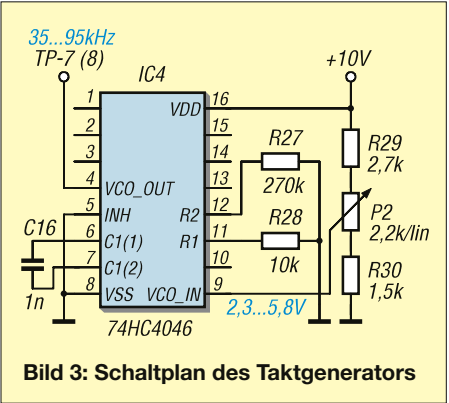 35...95kHz
TP-7 (8)
IC4
+10V
1
2
3
4
5
6
7
8
VCO_OUT
INH
C1(1)
C1(2)
VSS
VDD
R2
R1
VCO_IN
16
15
14
13
12
11
10
9
74HC4046
C16
1n
R27
270k
R28
10k
2,3...5,8V
R29
2,7k
P2
2,2k/lin
R30
1,5k
Bild 3: Schaltplan des Taktgenerators